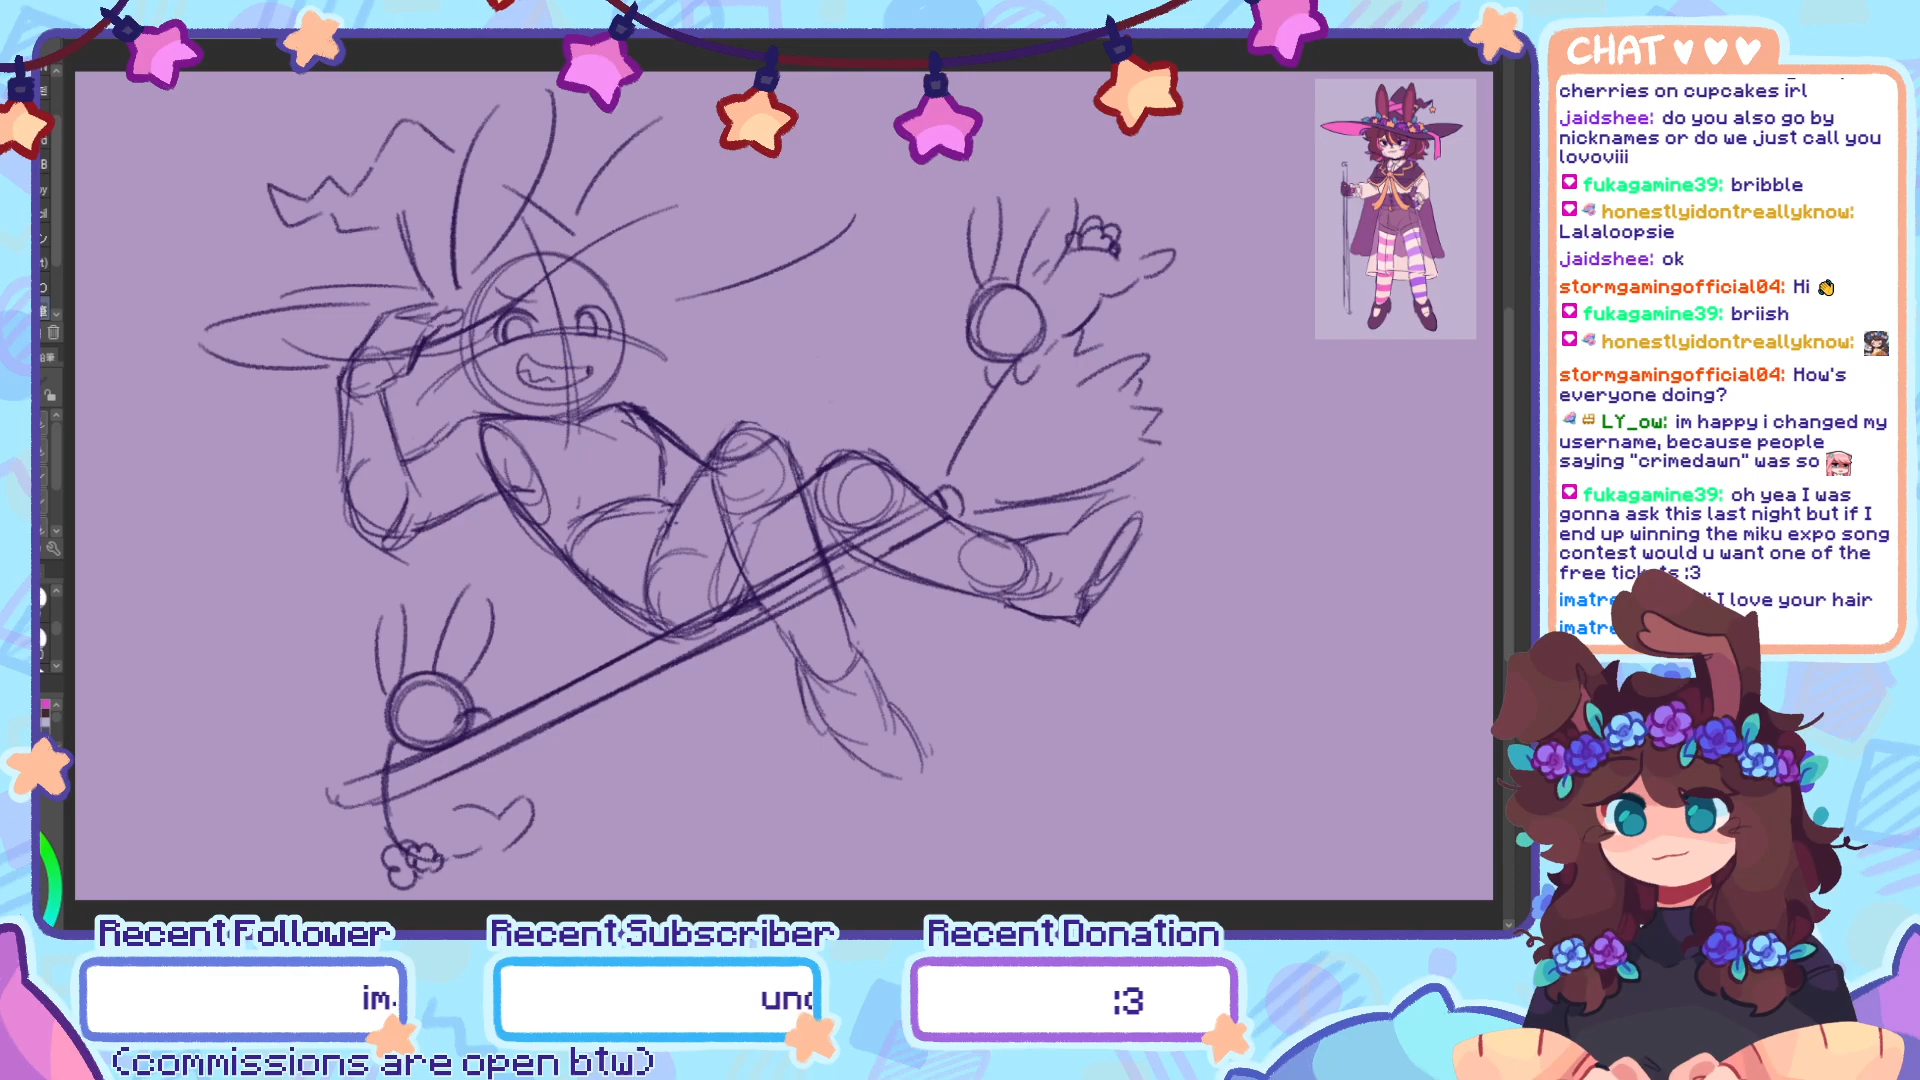 CHAT
cherries on cupcakes irl
jaidshee: do you also go by
nicknames or do we just call you
lovoviii
fukagamine39: bribble
honestlyidontreallyknow:
Lalaloopsie
jaidshee: ok
stormgamingofficial04: Hi
fukagamine39: briish
honestlyidontreallyknow:
stormgamingofficial04: How's
everyone doing?
LY_ow: im happy i changed my
username, because people
saying "crimedawn" was so
fukagamine39: oh yea I was
gonna ask this last night but if I
end up winning the miku expo song
contest would u want one of the
free tickets :3
I love your hair
Recent Follower
Recent Subscriber
Recent Donation
:3
(commissions are open btw)